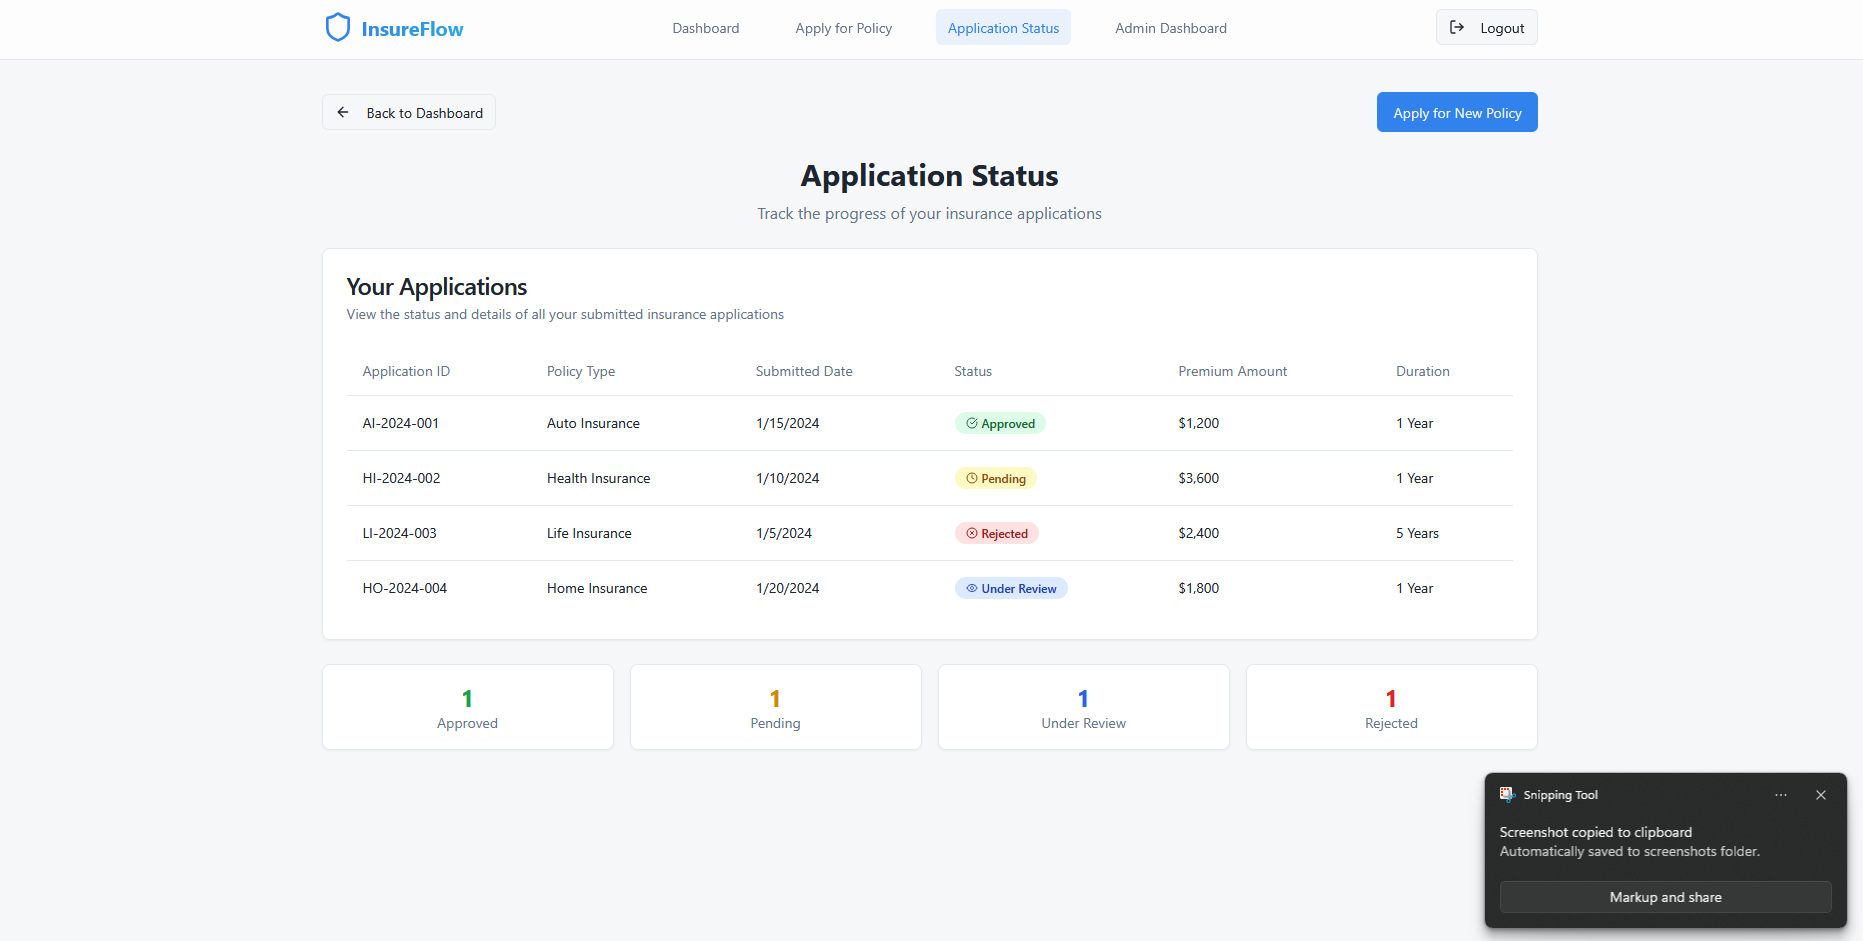 InsureFlow Dashboard Apply for Policy Application Status Admin Dashboard Logout
Back to Dashboard Apply for New Policy
Application Status
Track the progress of your insurance applications
Your Applications
View the status and details of all your submitted insurance applications
Application ID Policy Type Submitted Date Status Premium Amount Duration
AI-2024-001 Auto Insurance 1/15/2024 Approved $1,200 1 Year
HI-2024-002 Health Insurance 1/10/2024 Pending $3,600 1 Year
LI-2024-003 Life Insurance 1/5/2024 Rejected $2,400 5 Years
HO-2024-004 Home Insurance 1/20/2024 Under Review $1,800 1 Year
1 1 1 1
Approved Pending Under Review Rejected
Snipping Tool
Screenshot copied to clipboard
Automatically saved to screenshots folder.
Markup and share